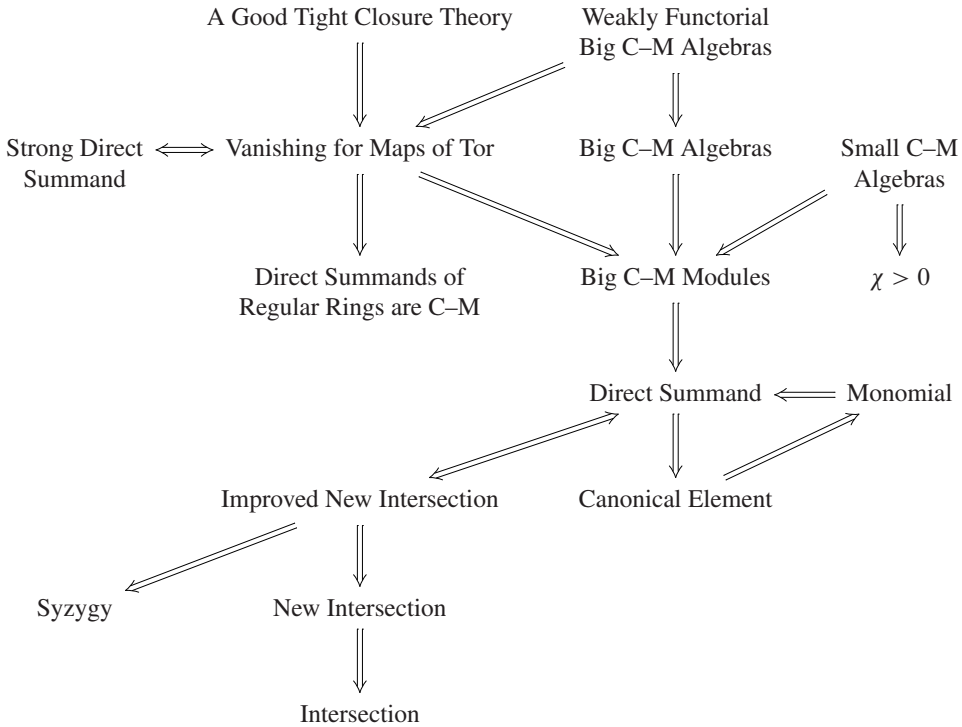 A Good Tight Closure Theory
Weakly Functorial
Big C–M Algebras
Strong Direct
Summand
Vanishing for Maps of Tor
Big C–M Algebras
Small C–M
Algebras
Direct Summands of
Regular Rings are C–M
Big C–M Modules
χ > 0
Direct Summand
Monomial
Improved New Intersection
Canonical Element
Syzygy
New Intersection
Intersection